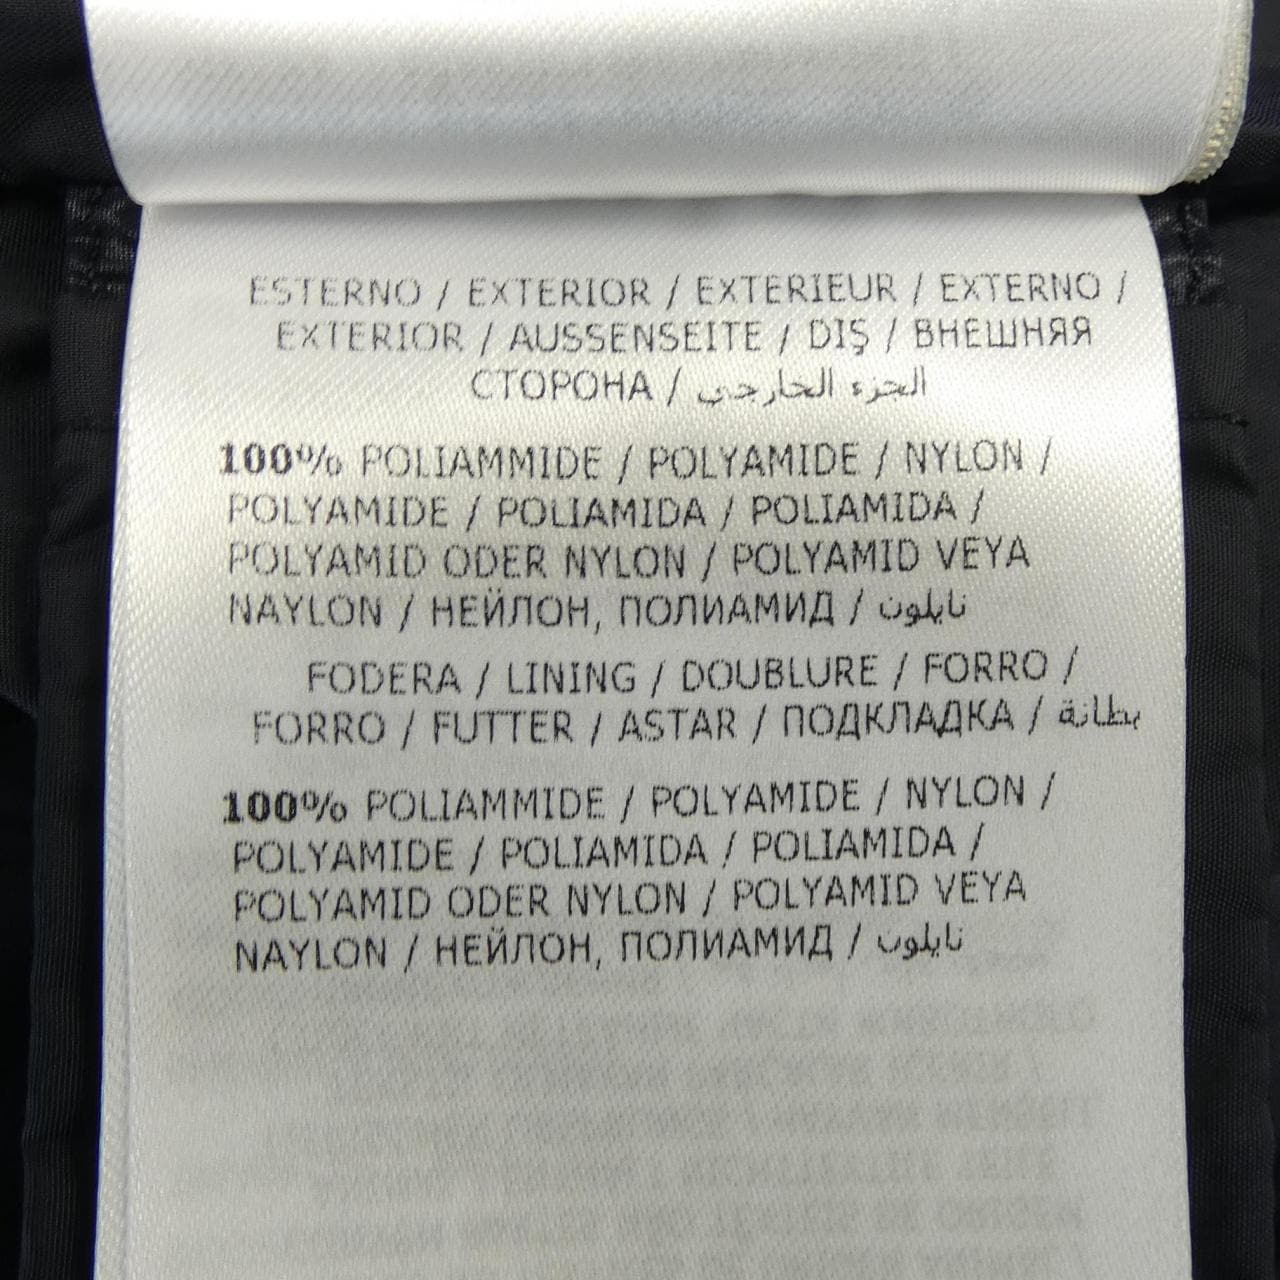 ESTERNO / EXTERIOR / EXTERIEUR / EXTERNO /
EXTERIOR / AUSSENSEITE / DIŞ / ВНЕШНЯЯ
СТОРОНА / الجزء الخارجي
100% POLIAMMIDE / POLYAMIDE / NYLON /
POLYAMIDE / POLIAMIDA / POLIAMIDA /
POLYAMID ODER NYLON / POLYAMID VEYA
NAYLON / НЕЙЛОН, ПОЛИАМИД / نايلون
FODERA / LINING / DOUBLURE / FORRO /
FORRO / FUTTER / ASTAR / ПОДКЛАДКА / بطانة
100% POLIAMMIDE / POLYAMIDE / NYLON /
POLYAMIDE / POLIAMIDA / POLIAMIDA /
POLYAMID ODER NYLON / POLYAMID VEYA
NAYLON / НЕЙЛОН, ПОЛИАМИД / نايلون